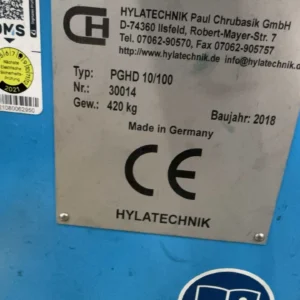 HYLATECHNIK Paul Chrubasik GmbH
D-74360 Ilsfeld, Robert-Mayer-Str. 7
Tel. 07062-90570, Fax 07062-905757
http://www.hylatechnik.de info@hylatechnik.d
Typ: PGHD 10/100
Nr.: 30014
Gew.: 420 kg
Baujahr: 2018
Made in Germany
CE
HYLATECHNIK
OMS
2021